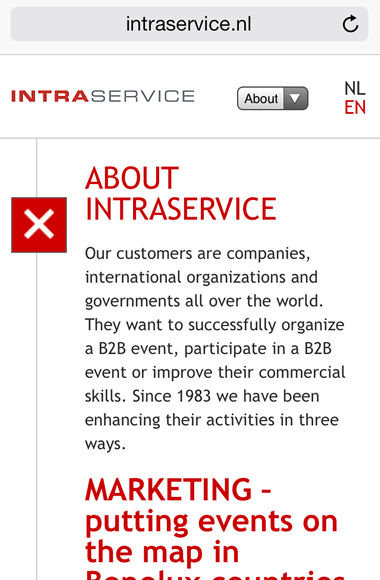 intraservice.nl
INTRASERVICE
About
NL
EN
ABOUT
INTRASERVICE
Our customers are companies,
international organizations and
governments all over the world.
They want to successfully organize
a B2B event, participate in a B2B
event or improve their commercial
skills. Since 1983 we have been
enhancing their activities in three
ways.
MARKETING –
putting events on
the map in
Benelux countries